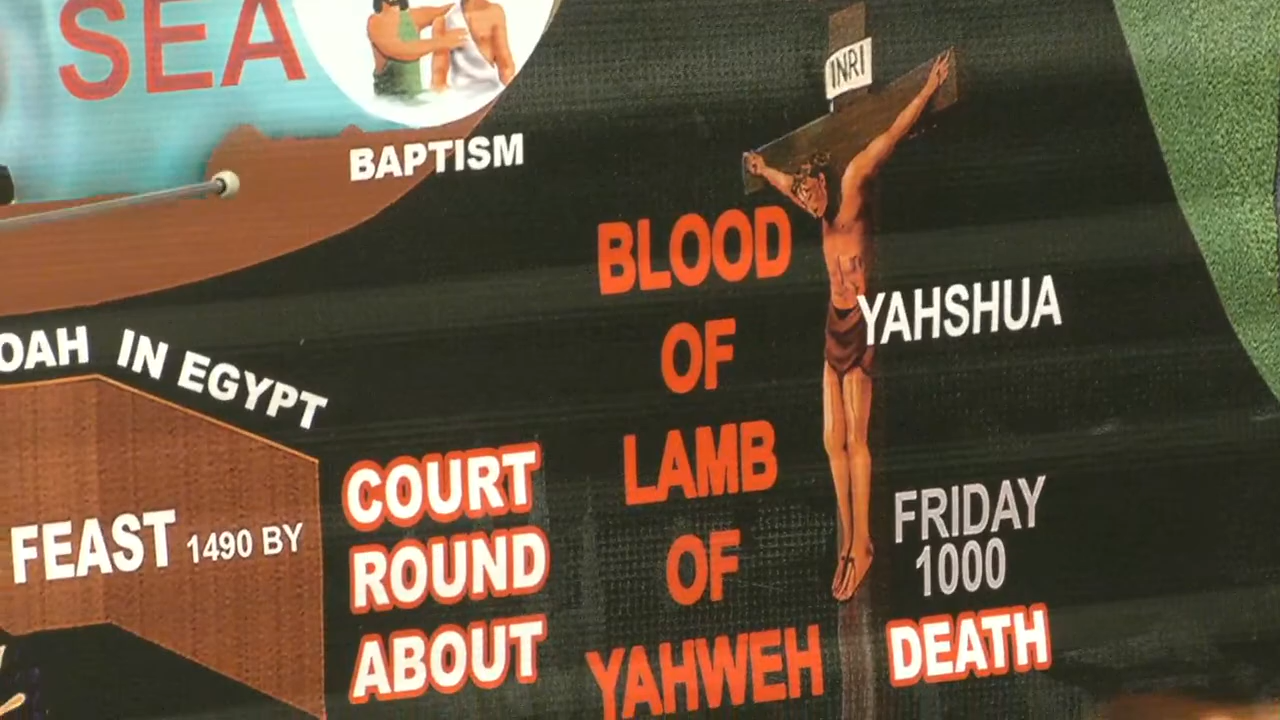 SEA
BAPTISM
INRI
BLOOD
OF
LAMB
OF
YAHWEH
YAHSHUA
IN EGYPT
FEAST 1490 BY
COURT
ROUND
ABOUT
FRIDAY
1000
DEATH